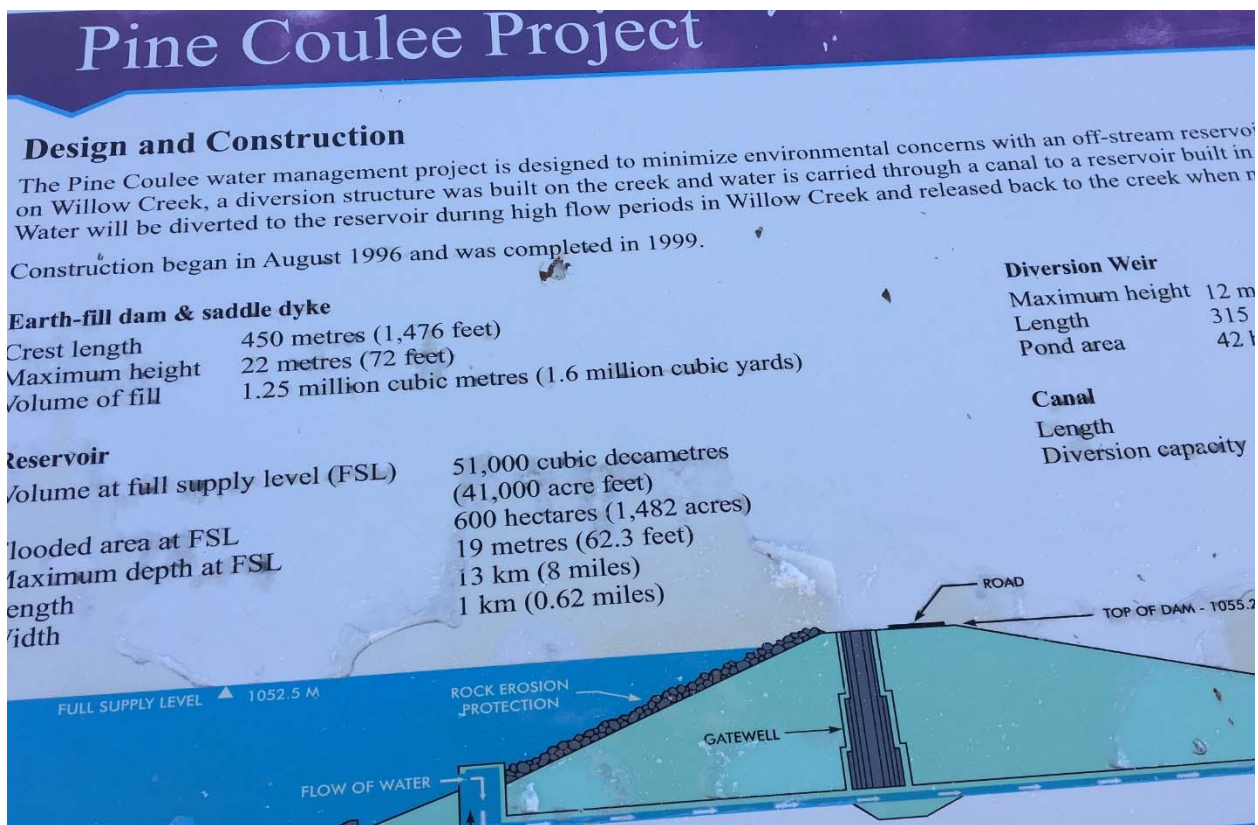 Pine Coulee Project
Design and Construction
The Pine Coulee water management project is designed to minimize environmental concerns with an off-stream
on Willow Creek, a diversion structure was built on the creek and water is carried through a canal to a reservoir built in
Water will be diverted to the reservoir during high flow periods in Willow Creek and released back to the creek when
Construction began in August 1996 and was completed in 1999.
Earth-fill dam & saddle dyke
Crest length 450 metres (1,476 feet)
Maximum height 22 metres (72 feet)
Volume of fill 1.25 million cubic metres (1.6 million cubic yards)
Reservoir
Volume at full supply level (FSL) 51,000 cubic decametres
(41,000 acre feet)
Flooded area at FSL 600 hectares (1,482 acres)
Maximum depth at FSL 19 metres (62.3 feet)
Length 13 km (8 miles)
Width 1 km (0.62 miles)
Diversion Weir
Maximum height 12 m
Length 315
Pond area 42
Canal
Length
Diversion capacity
ROAD
TOP OF DAM - 1055.2
FULL SUPPLY LEVEL 1052.5 M
ROCK EROSION
PROTECTION
GATEWELL
FLOW OF WATER